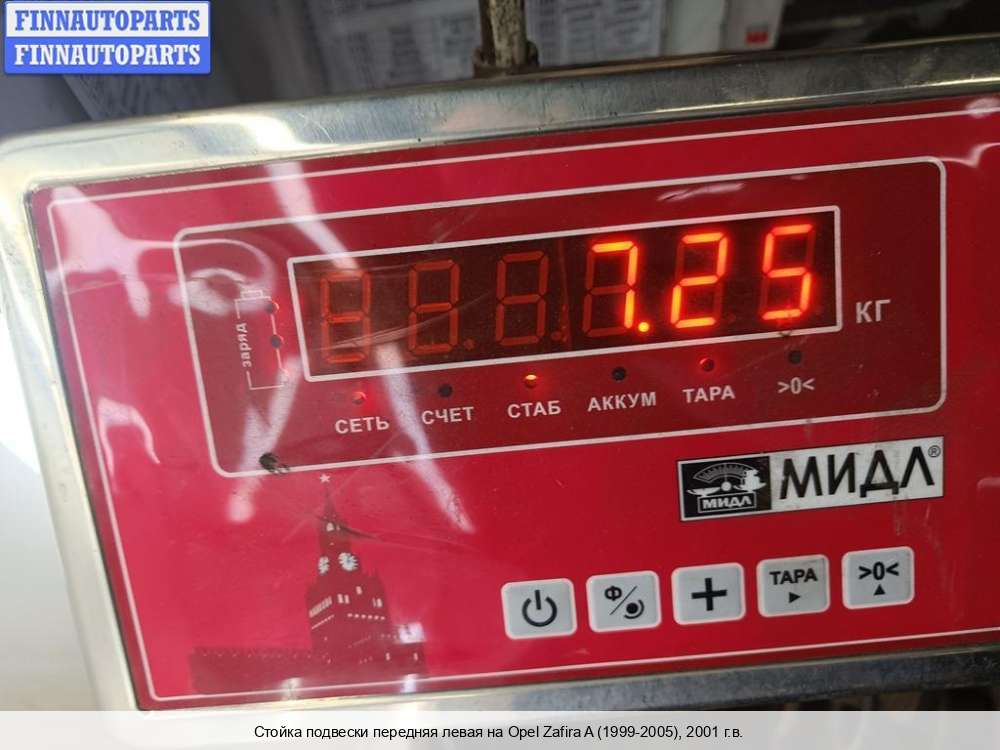 FINNAUTOPARTS
FINNAUTOPARTS
заряд
7.25
КГ
СЕТЬ СЧЕТ СТАБ АККУМ ТАРА >0<
МИДЛ
МИДЛ®
Ф
+
ТАРА
>0<
Стойка подвески передняя левая на Opel Zafira A (1999-2005), 2001 г.в.